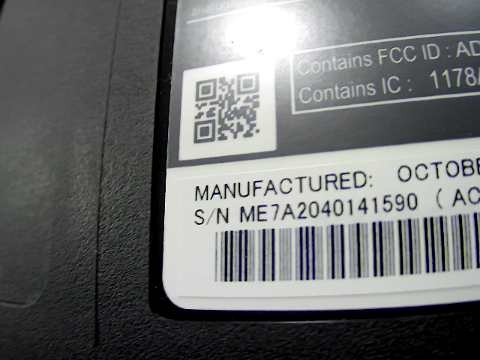 Contains FCC ID : AD
Contains IC : 1178/
MANUFACTURED: OCTOBE
S/N ME7A2040141590 ( AC